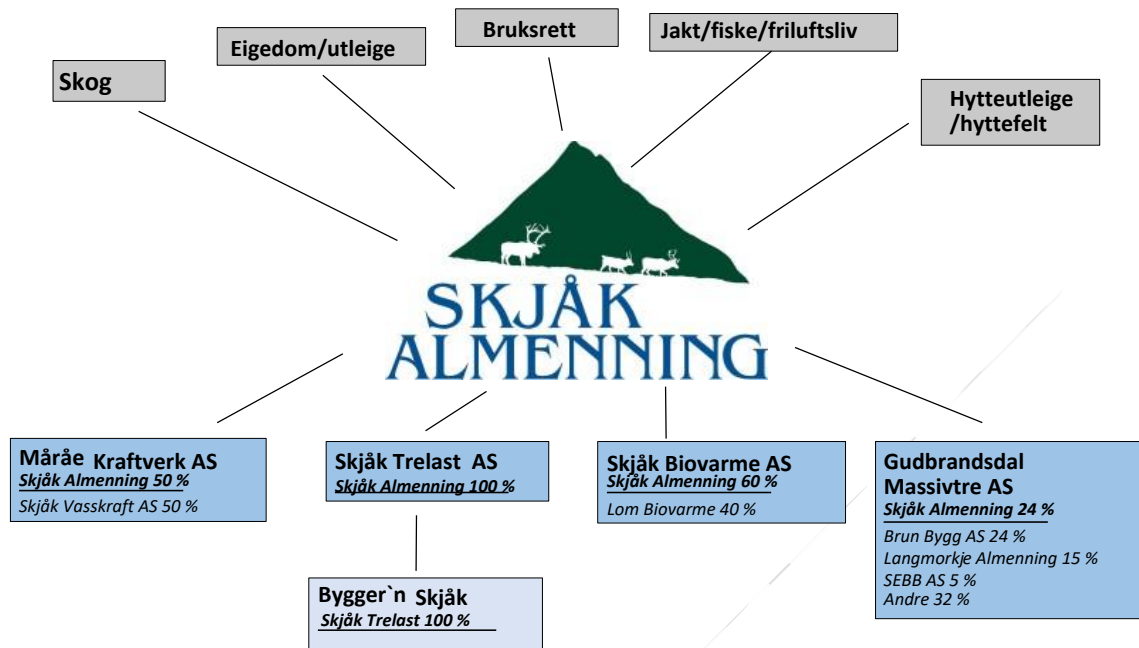 Skog
Eigedom/utleige
Bruksrett
Jakt/fiske/friluftsliv
Hytteutleige
/hyttefelt
SKJÅK
ALMENNING
Måråe Kraftverk AS
Skjåk Almenning 50 %
Skjåk Vasskraft AS 50 %
Skjåk Trelast AS
Skjåk Almenning 100 %
Bygger`n Skjåk
Skjåk Trelast 100 %
Skjåk Biovarme AS
Skjåk Almenning 60 %
Lom Biovarme 40 %
Gudbrandsdal
Massivtre AS
Skjåk Almenning 24 %
Brun Bygg AS 24 %
Langmorkje Almenning 15 %
SEBB AS 5 %
Andre 32 %